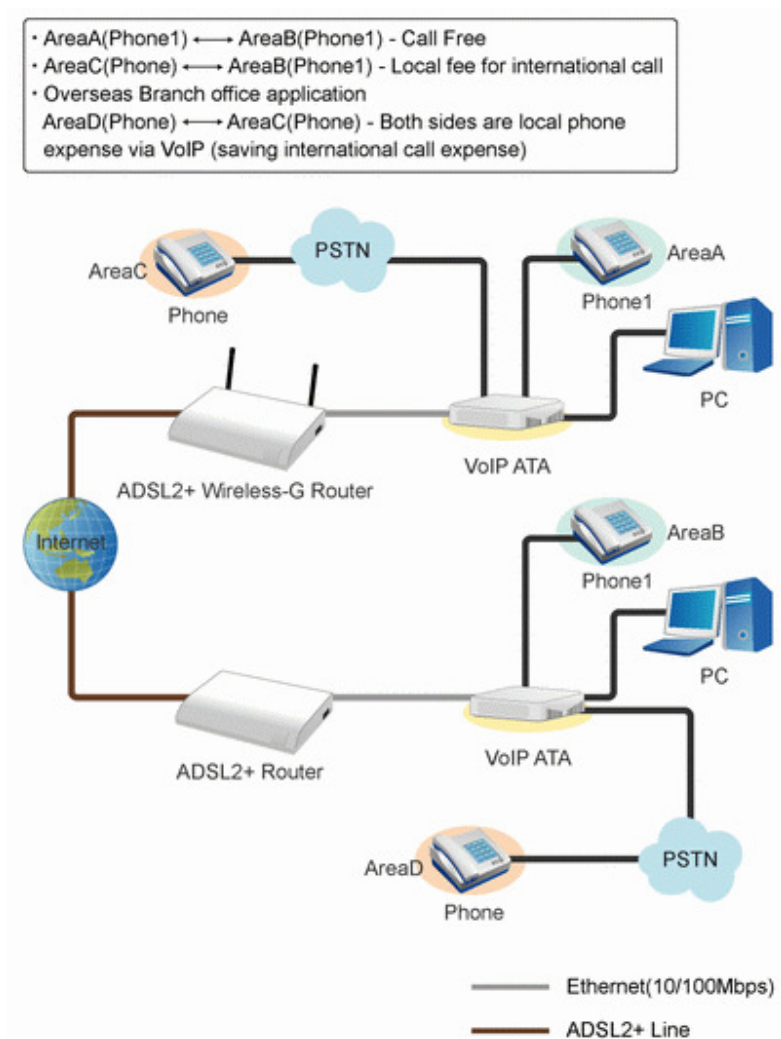 · AreaA(Phone1) ⟷ AreaB(Phone1) - Call Free
· AreaC(Phone) ⟷ AreaB(Phone1) - Local fee for international call
· Overseas Branch office application
AreaD(Phone) ⟷ AreaC(Phone) - Both sides are local phone
expense via VoIP (saving international call expense)
PSTN
AreaC
AreaA
Phone
Phone1
PC
VoIP ATA
ADSL2+ Wireless-G Router
Internet
AreaB
Phone1
PC
VoIP ATA
ADSL2+ Router
PSTN
AreaD
Phone
Ethernet(10/100Mbps)
ADSL2+ Line